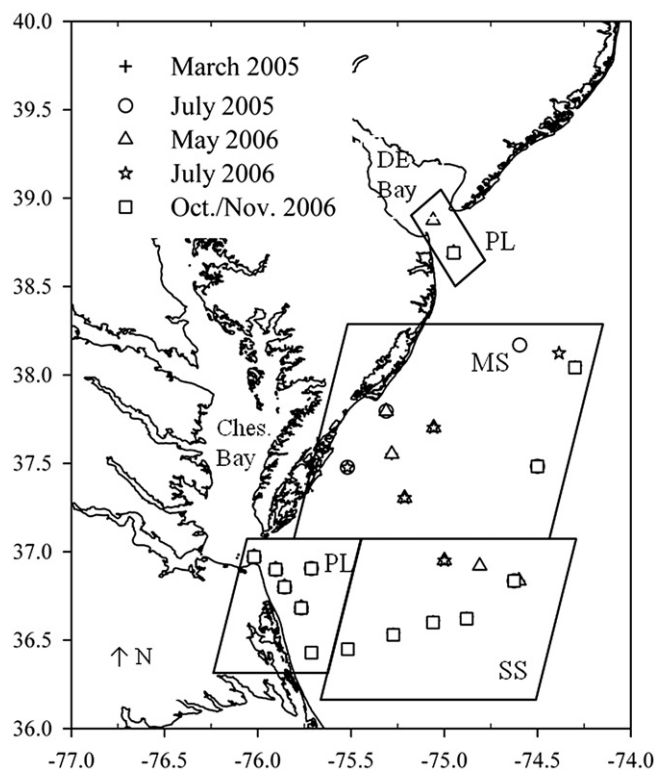 40.0
39.5
39.0
38.5
38.0
37.5
37.0
36.5
36.0
March 2005
July 2005
May 2006
July 2006
Oct./Nov. 2006
DE
Bay
PL
MS
Ches.
Bay
PL
SS
↑ N
-77.0 -76.5 -76.0 -75.5 -75.0 -74.5 -74.0